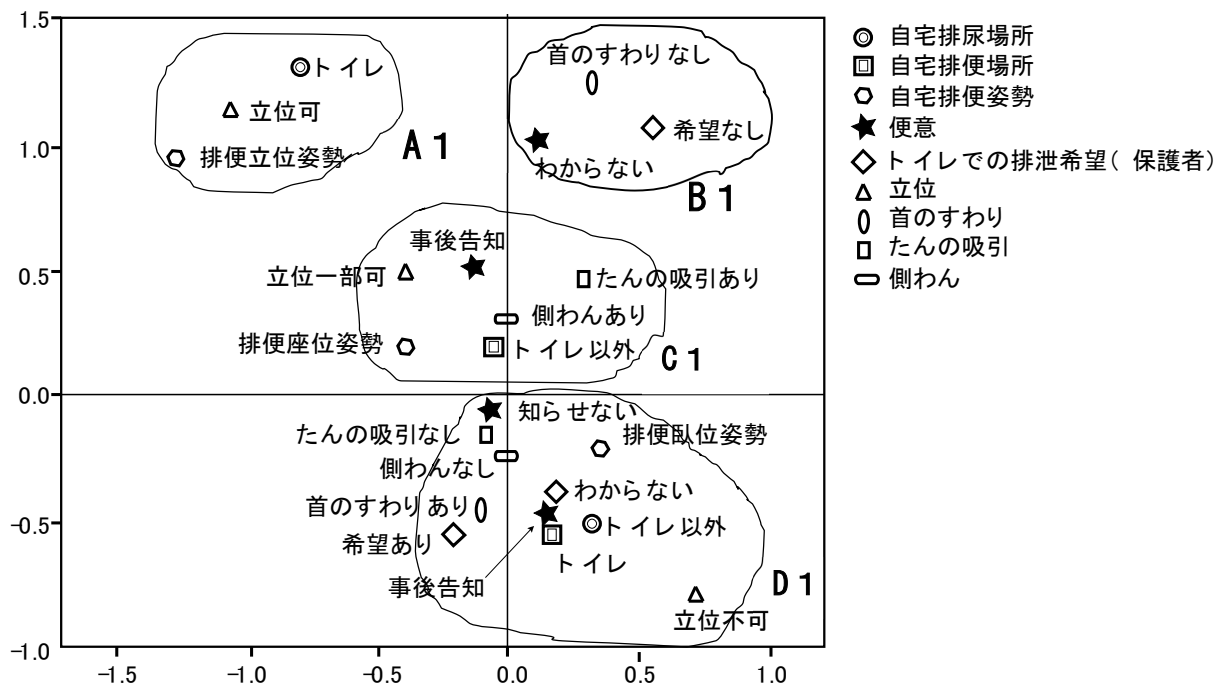 1.5
1.0
0.5
0.0
-0.5
-1.0
-1.5
-1.0
-0.5
0.0
0.5
1.0
トイレ
立位可
排便立位姿勢
A1
首のすわりなし
希望なし
わからない
B1
事後告知
立位一部可
たんの吸引あり
側わんあり
排便座位姿勢
トイレ以外
C1
知らせない
たんの吸引なし
排便臥位姿勢
側わんなし
わからない
首のすわりあり
トイレ以外
希望あり
トイレ
事後告知
D1
立位不可
自宅排尿場所
自宅排便場所
自宅排便姿勢
便意
トイレでの排泄希望(保護者)
立位
首のすわり
たんの吸引
側わん